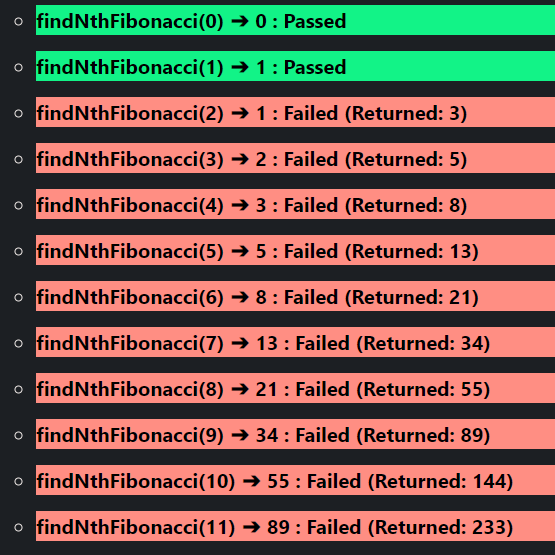 findNthFibonacci(0) ➔ 0 : Passed
findNthFibonacci(1) ➔ 1 : Passed
findNthFibonacci(2) ➔ 1 : Failed (Returned: 3)
findNthFibonacci(3) ➔ 2 : Failed (Returned: 5)
findNthFibonacci(4) ➔ 3 : Failed (Returned: 8)
findNthFibonacci(5) ➔ 5 : Failed (Returned: 13)
findNthFibonacci(6) ➔ 8 : Failed (Returned: 21)
findNthFibonacci(7) ➔ 13 : Failed (Returned: 34)
findNthFibonacci(8) ➔ 21 : Failed (Returned: 55)
findNthFibonacci(9) ➔ 34 : Failed (Returned: 89)
findNthFibonacci(10) ➔ 55 : Failed (Returned: 144)
findNthFibonacci(11) ➔ 89 : Failed (Returned: 233)